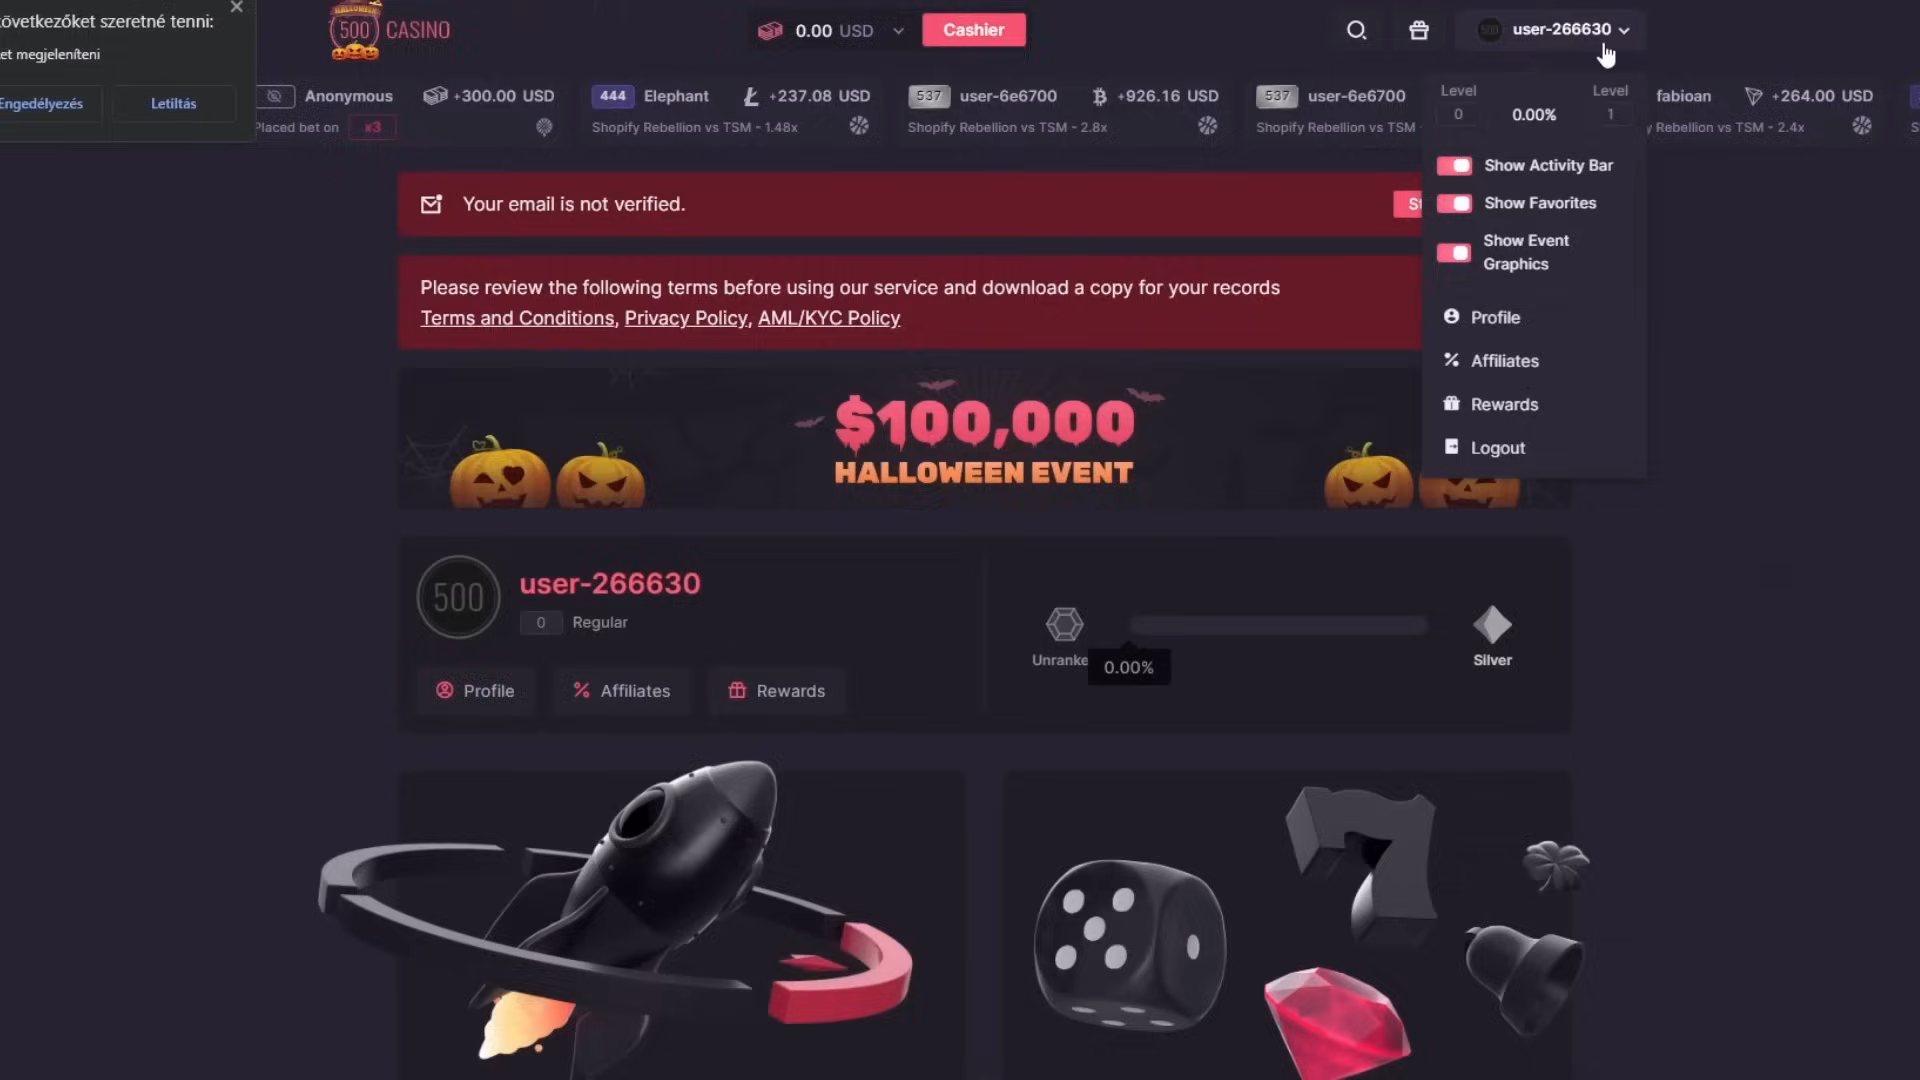 övetkezőket szeretné tenni:
et megjeleníteni
Engedélyezés
Letiltás
HALLOWEEN
500 CASINO
0.00 USD
Cashier
user-266630
Anonymous +300.00 USD
Placed bet on x3
444 Elephant +237.08 USD
Shopify Rebellion vs TSM - 1.48x
537 user-6e6700 +926.16 USD
Shopify Rebellion vs TSM - 2.8x
537 user-6e6700
Shopify Rebellion vs TSM -
fabioan +264.00 USD
y Rebellion vs TSM - 2.4x
Level Level
0 0.00% 1
Show Activity Bar
Show Favorites
Show Event
Graphics
Profile
Affiliates
Rewards
Logout
Your email is not verified.
St
Please review the following terms before using our service and download a copy for your records
Terms and Conditions, Privacy Policy, AML/KYC Policy
$100,000
HALLOWEEN EVENT
500
user-266630
0 Regular
Profile
Affiliates
Rewards
Unranke
0.00%
Silver
7